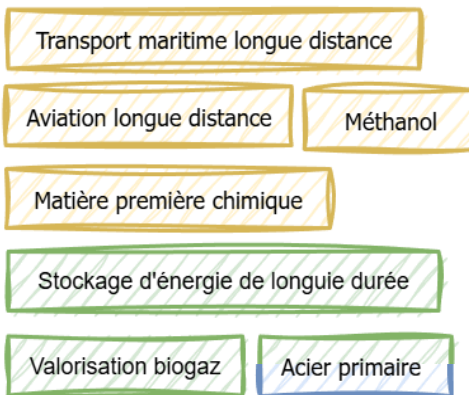 Transport maritime longue distance
Aviation longue distance
Méthanol
Matière première chimique
Stockage d'énergie de longuie durée
Valorisation biogaz
Acier primaire